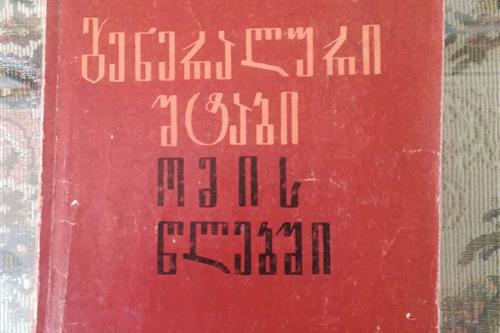 გენერალური
შტაბი
ომის
წლებში